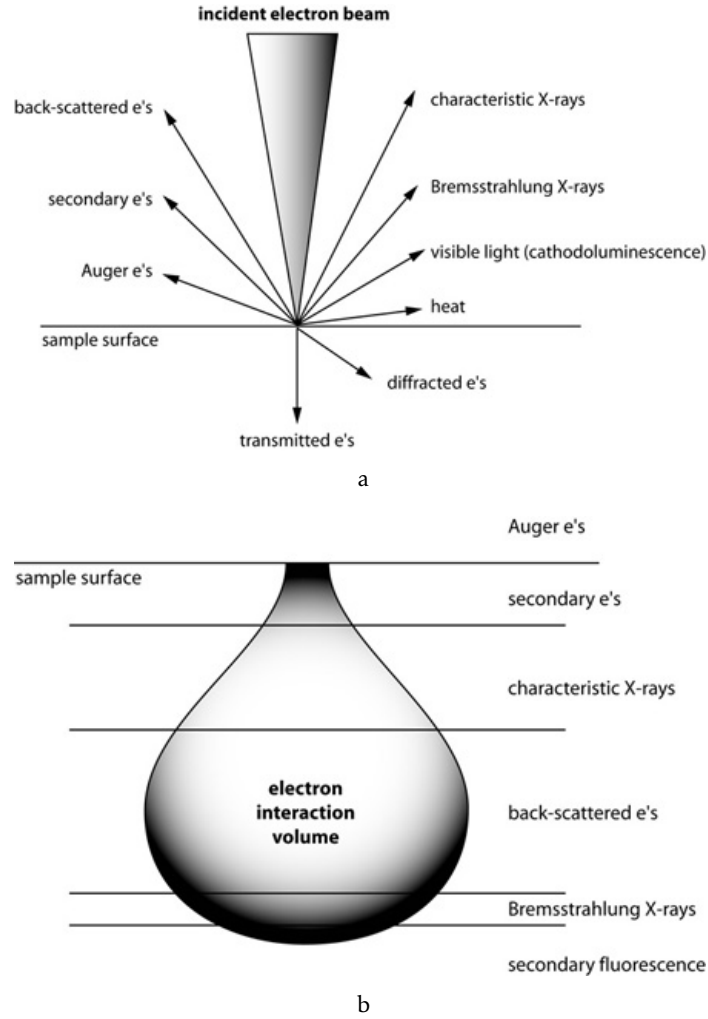 incident electron beam
back-scattered e's
characteristic X-rays
secondary e's
Bremsstrahlung X-rays
visible light (cathodoluminescence)
Auger e's
heat
sample surface
diffracted e's
transmitted e's
a
Auger e's
sample surface
secondary e's
characteristic X-rays
electron
interaction
volume
back-scattered e's
Bremsstrahlung X-rays
secondary fluorescence
b